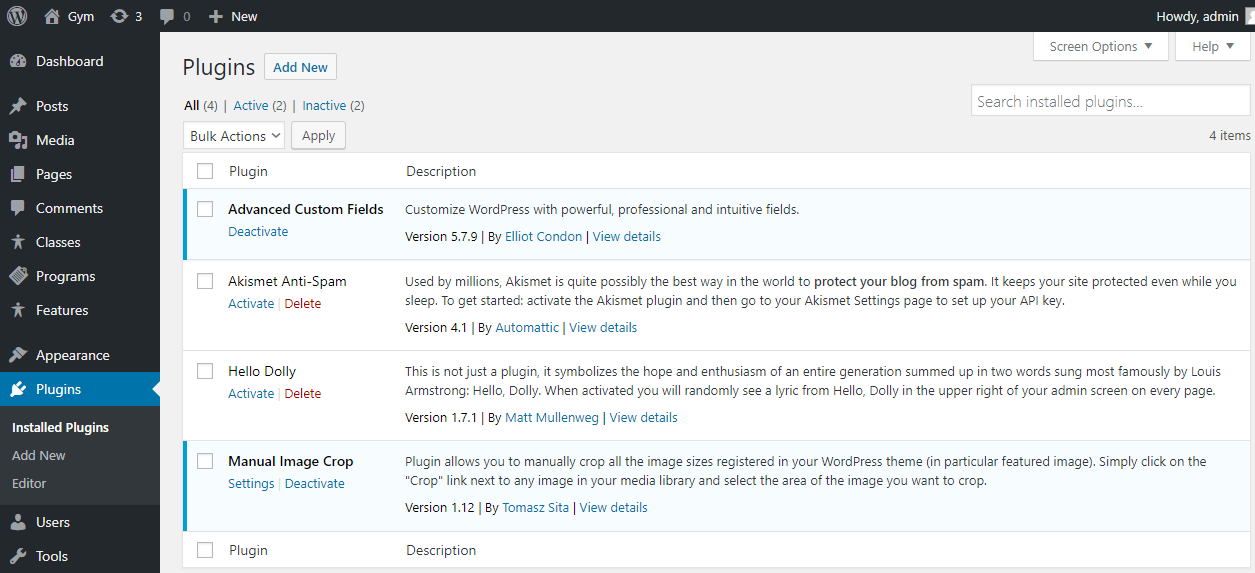 Gym 3 0 New Howdy, admin
Dashboard
Posts
Media
Pages
Comments
Classes
Programs
Features
Appearance
Plugins
Installed Plugins
Add New
Editor
Users
Tools
Screen Options Help
Plugins Add New
All (4) | Active (2) | Inactive (2)
Search installed plugins...
Bulk Actions Apply
4 items
Plugin Description
Advanced Custom Fields
Deactivate
Customize WordPress with powerful, professional and intuitive fields.
Version 5.7.9 | By Elliot Condon | View details
Akismet Anti-Spam
Activate | Delete
Used by millions, Akismet is quite possibly the best way in the world to protect your blog from spam. It keeps your site protected even while you
sleep. To get started: activate the Akismet plugin and then go to your Akismet Settings page to set up your API key.
Version 4.1 | By Automattic | View details
Hello Dolly
Activate | Delete
This is not just a plugin, it symbolizes the hope and enthusiasm of an entire generation summed up in two words sung most famously by Louis
Armstrong: Hello, Dolly. When activated you will randomly see a lyric from Hello, Dolly in the upper right of your admin screen on every page.
Version 1.7.1 | By Matt Mullenweg | View details
Manual Image Crop
Settings | Deactivate
Plugin allows you to manually crop all the image sizes registered in your WordPress theme (in particular featured image). Simply click on the
"Crop" link next to any image in your media library and select the area of the image you want to crop.
Version 1.12 | By Tomasz Sita | View details
Plugin Description